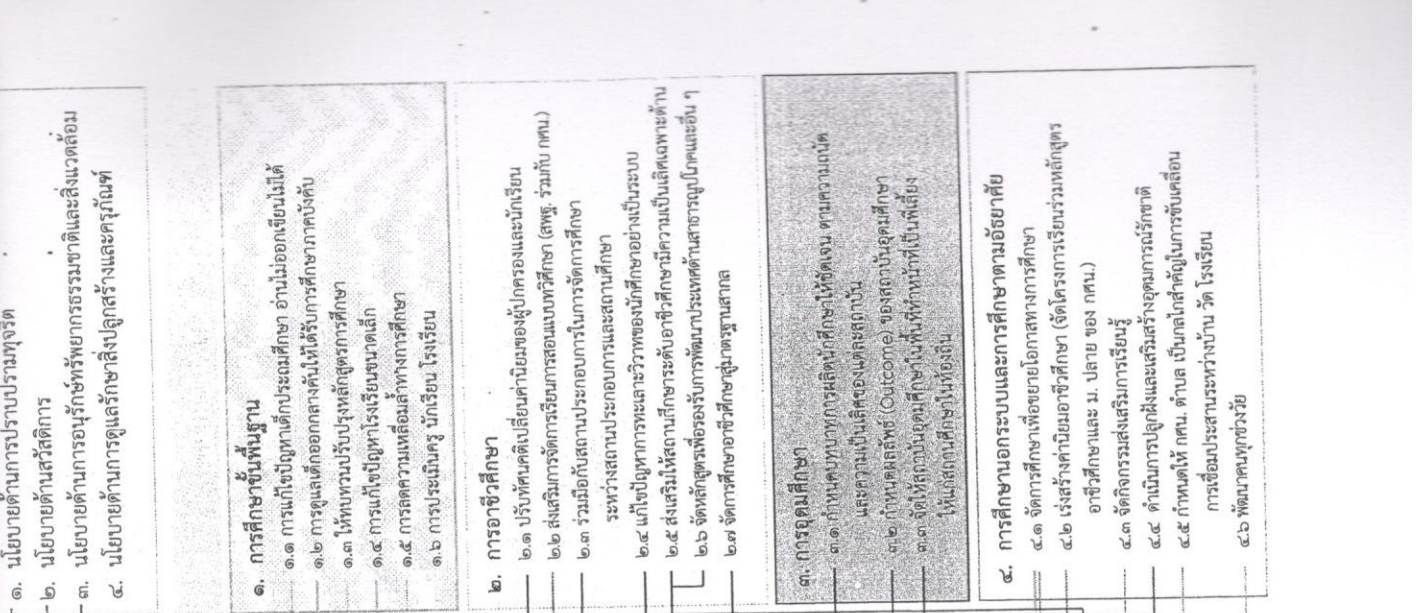 ๑. นโยบายด้านการปราบปรามทุจริต
๒. นโยบายด้านสวัสดิการ
๓. นโยบายด้านการอนุรักษ์ทรัพยากรธรรมชาติและสิ่งแวดล้อม
๔. นโยบายด้านการดูแลรักษาสิ่งปลูกสร้างและครุภัณฑ์
๑. การศึกษาขั้นพื้นฐาน
๑.๑ การแก้ไขปัญหาเด็กประถมศึกษา อ่านไม่ออกเขียนไม่ได้
๑.๒ การดูแลเด็กออกกลางคันให้ได้รับการศึกษาภาคบังคับ
๑.๓ ให้ทบทวนปรับปรุงหลักสูตรการศึกษา
๑.๔ การแก้ไขปัญหาโรงเรียนขนาดเล็ก
๑.๕ การลดความเหลื่อมล้ำทางการศึกษา
๑.๖ การประเมินครู นักเรียน โรงเรียน
๒. การอาชีวศึกษา
๒.๑ ปรับทัศนคติเปลี่ยนค่านิยมของผู้ปกครองและนักเรียน
๒.๒ ส่งเสริมการจัดการเรียนการสอนแบบทวิศึกษา (สพฐ. ร่วมกับ กศน.)
๒.๓ ร่วมมือกับสถานประกอบการในการจัดการศึกษา
ระหว่างสถานประกอบการและสถานศึกษา
๒.๔ แก้ไขปัญหาการทะเลาะวิวาทของนักศึกษาอย่างเป็นระบบ
๒.๕ ส่งเสริมให้สถานศึกษาระดับอาชีวศึกษามีความเป็นเลิศเฉพาะด้าน
๒.๖ จัดหลักสูตรเพื่อรองรับการพัฒนาประเทศด้านสาธารณูปโภคและอื่น ๆ
๒.๗ จัดการศึกษาอาชีวศึกษาสู่มาตรฐานสากล
๓. การอุดมศึกษา
๓.๑ กำหนดบทบาทการผลิตนักศึกษาให้ชัดเจน ตามความถนัด
และความเป็นเลิศของแต่ละสถาบัน
๓.๒ กำหนดผลลัพธ์ (Outcome) ของสถาบันอุดมศึกษา
๓.๓ จัดให้สถาบันอุดมศึกษาในพื้นที่ทำหน้าที่เป็นพี่เลี้ยง
ให้แก่สถานศึกษาในท้องถิ่น
๔. การศึกษานอกระบบและการศึกษาตามอัธยาศัย
๔.๑ จัดการศึกษาเพื่อขยายโอกาสทางการศึกษา
๔.๒ เร่งสร้างค่านิยมอาชีวศึกษา (จัดโครงการเรียนร่วมหลักสูตร
อาชีวศึกษาและ ม. ปลาย ของ กศน.)
๔.๓ จัดกิจกรรมส่งเสริมการเรียนรู้
๔.๔ ดำเนินการปลูกฝังและเสริมสร้างอุดมการณ์รักชาติ
๔.๕ กำหนดให้ กศน. ตำบล เป็นกลไกสำคัญในการขับเคลื่อน
การเชื่อมประสานระหว่างบ้าน วัด โรงเรียน
๔.๖ พัฒนาคนทุกช่วงวัย